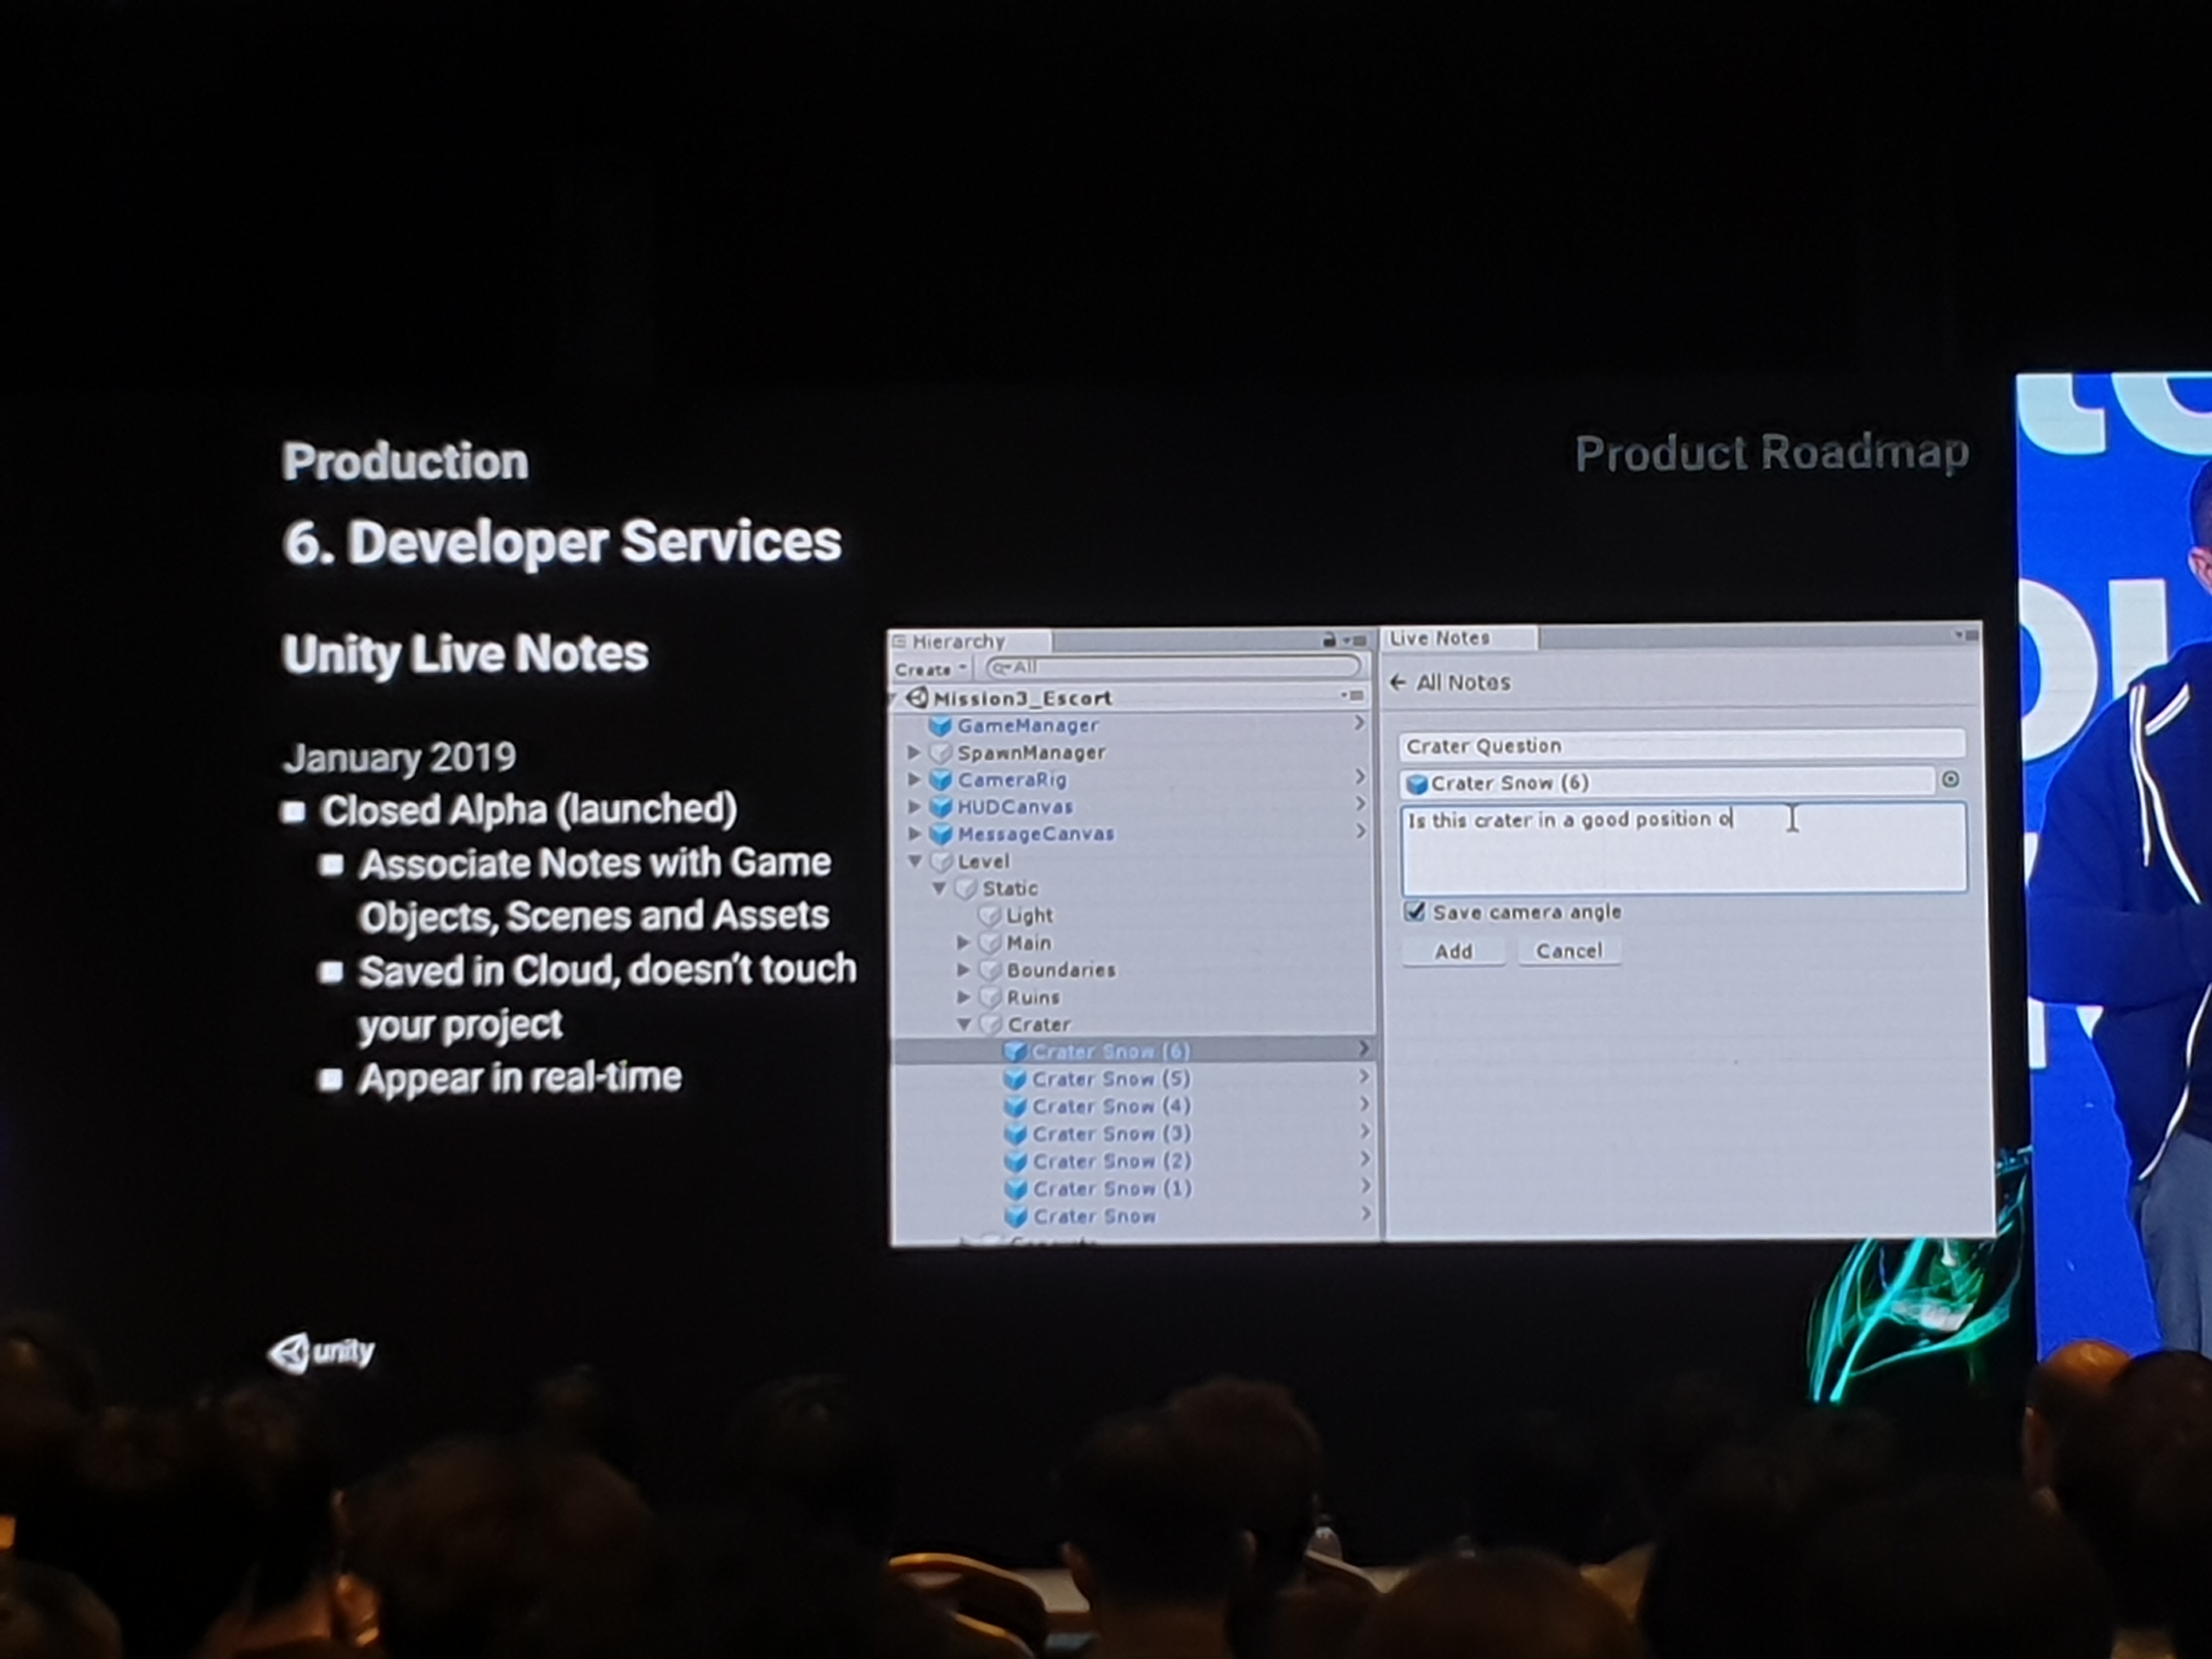 Production
Product Roadmap
6. Developer Services
Unity Live Notes
January 2019
Closed Alpha (launched)
Associate Notes with Game
Objects, Scenes and Assets
Saved in Cloud, doesn't touch
your project
Appear in real-time
unity
Hierarchy
Create
All
Mission3_Escort
GameManager
SpawnManager
CameraRig
HUDCanvas
MessageCanvas
Level
Static
Light
Main
Boundaries
Ruins
Crater
Crater Snow (6)
Crater Snow (5)
Crater Snow (4)
Crater Snow (3)
Crater Snow (2)
Crater Snow (1)
Crater Snow
Live Notes
← All Notes
Crater Question
Crater Snow (6)
Is this crater in a good position o
Save camera angle
Add Cancel